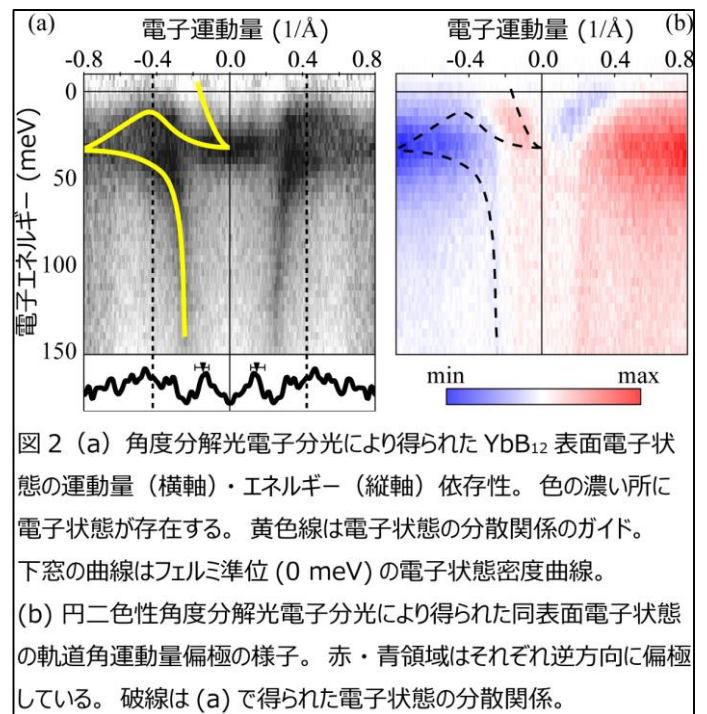 (a) 電子運動量 (1/Å) (b)
-0.8 -0.4 0.0 0.4 0.8 -0.4 0.0 0.4 0.8
0
50
100
150
電子エネルギー (meV)
min max
図 2 (a) 角度分解光電子分光により得られた YbB₁₂ 表面電子状
態の運動量（横軸）・エネルギー（縦軸）依存性。 色の濃い所に
電子状態が存在する。 黄色線は電子状態の分散関係のガイド。
下窓の曲線はフェルミ準位 (0 meV) の電子状態密度曲線。
(b) 円二色性角度分解光電子分光により得られた同表面電子状態
の軌道角運動量偏極の様子。 赤・青領域はそれぞれ逆方向に偏極
している。 破線は (a) で得られた電子状態の分散関係。